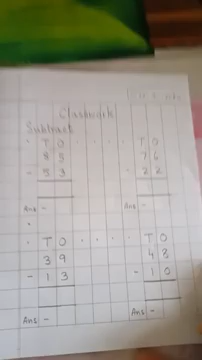 Classwork
Subtract
T O T O
8 5 7 6
- 5 3 - 2 2
Ans - Ans -
T O T O
3 9 4 8
- 1 3 - 1 0
Ans - Ans -